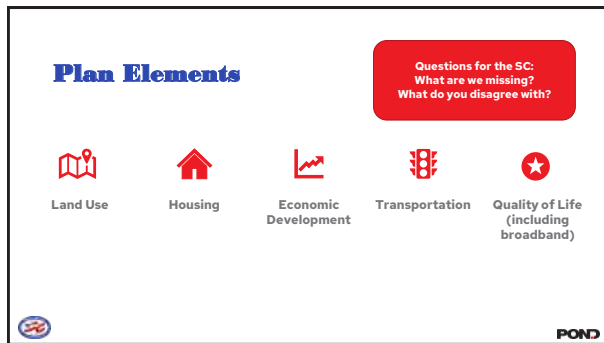 Plan Elements
Questions for the SC:
What are we missing?
What do you disagree with?
Land Use
Housing
Economic
Development
Transportation
Quality of Life
(including
broadband)
POND